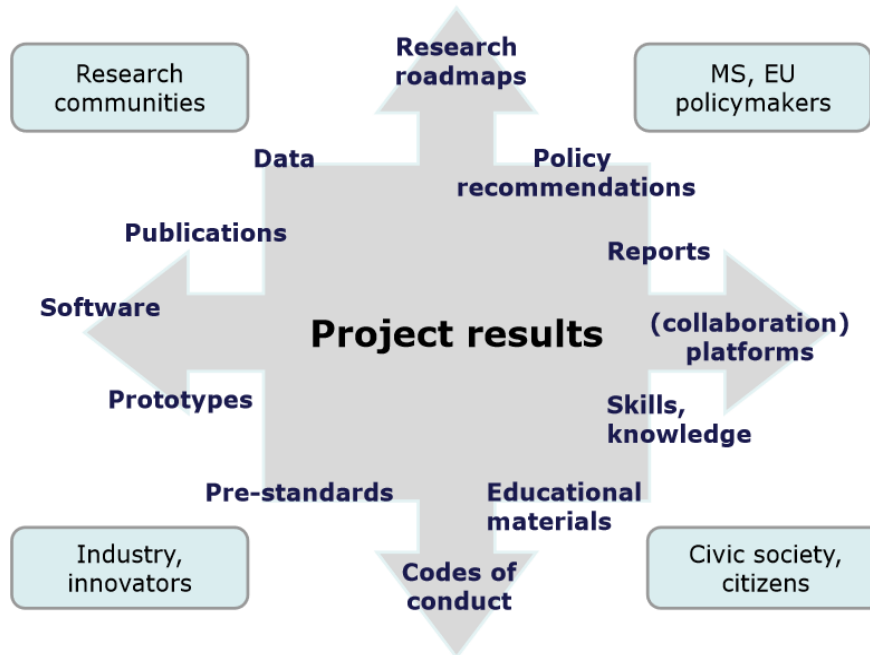 Research
roadmaps
Research
communities
MS, EU
policymakers
Data
Policy
recommendations
Publications
Reports
Software
Project results
(collaboration)
platforms
Prototypes
Skills,
knowledge
Pre-standards
Educational
materials
Industry,
innovators
Codes of
conduct
Civic society,
citizens